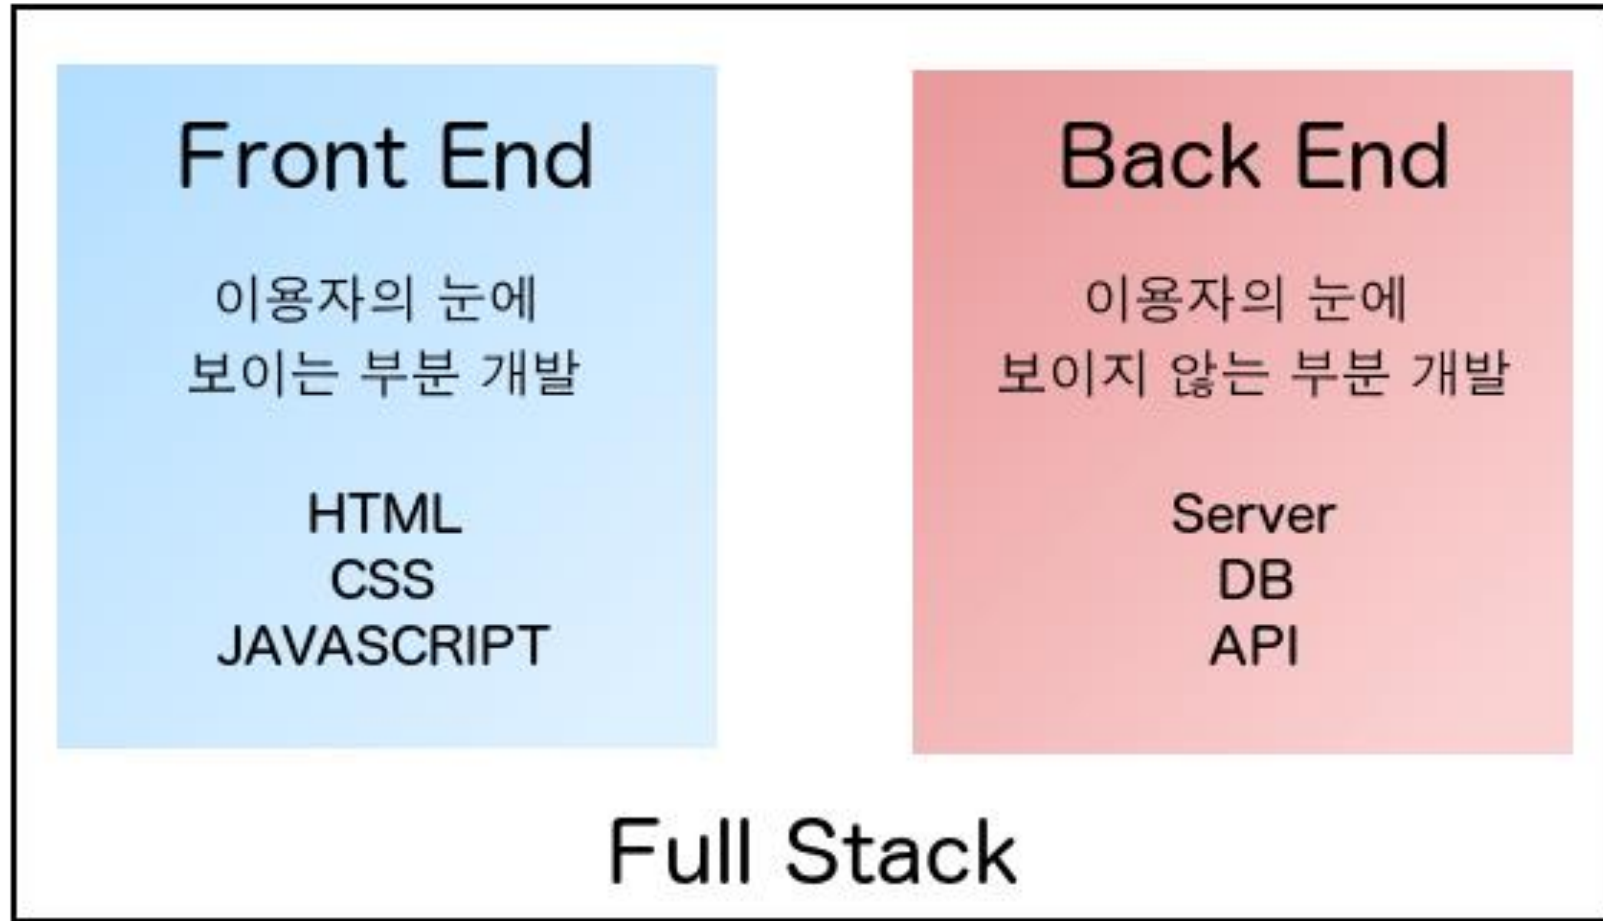 Front End
이용자의 눈에
보이는 부분 개발
HTML
CSS
JAVASCRIPT
Back End
이용자의 눈에
보이지 않는 부분 개발
Server
DB
API
Full Stack